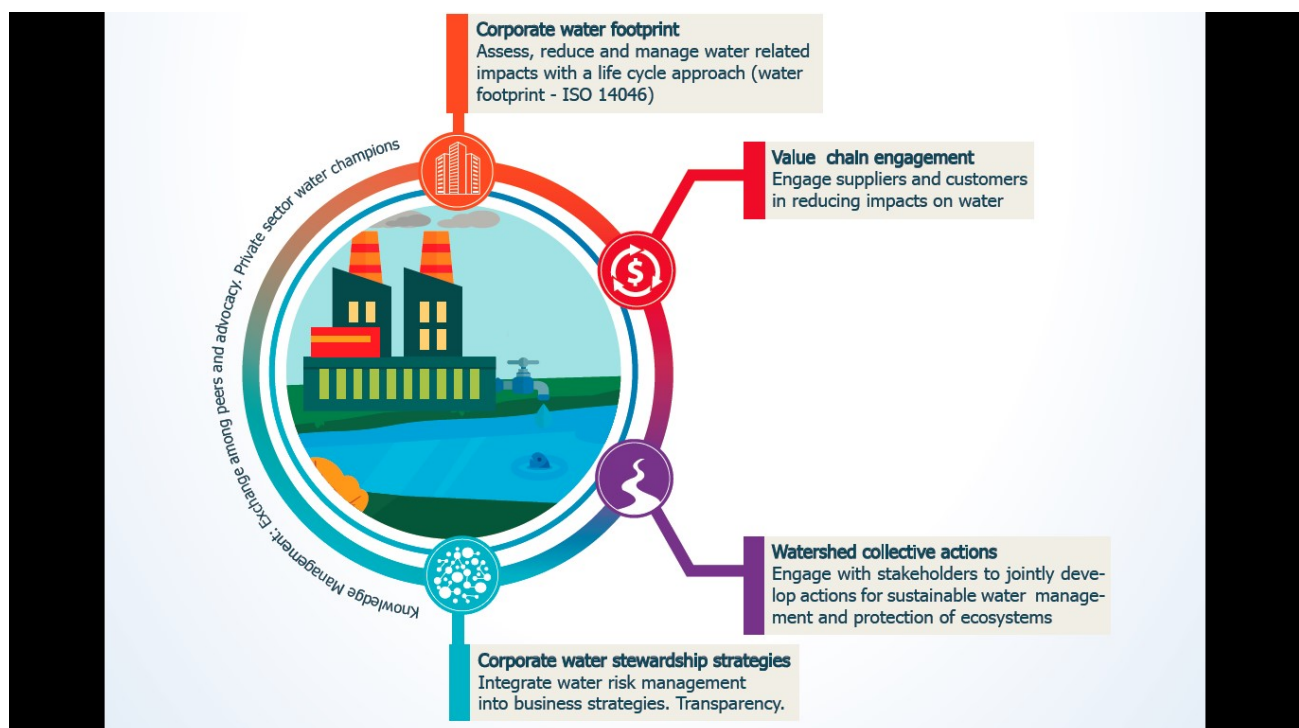 Corporate water footprint
Assess, reduce and manage water related
impacts with a life cycle approach (water
footprint - ISO 14046)
Value chain engagement
Engage suppliers and customers
in reducing impacts on water
$
Watershed collective actions
Engage with stakeholders to jointly deve-
lop actions for sustainable water manage-
ment and protection of ecosystems
Corporate water stewardship strategies
Integrate water risk management
into business strategies. Transparency.
Knowledge Management: Exchange among peers and advocacy. Private sector water champions